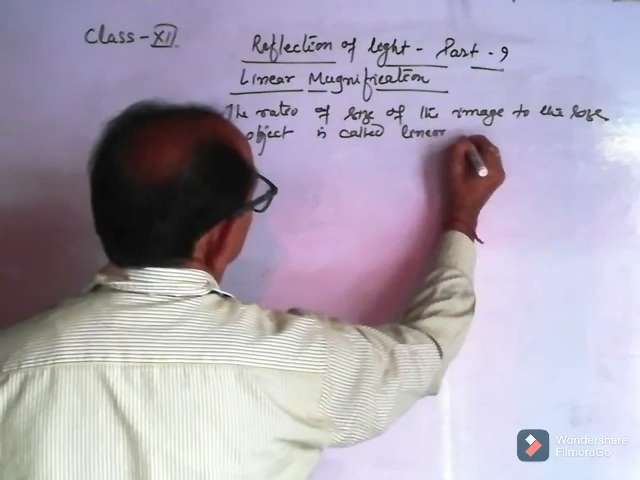 Class - XII
Reflection of light - Part - 9
Linear Magnification
The ratio of size of the image to the size
object is called linear
Wondershare
FilmoraGo